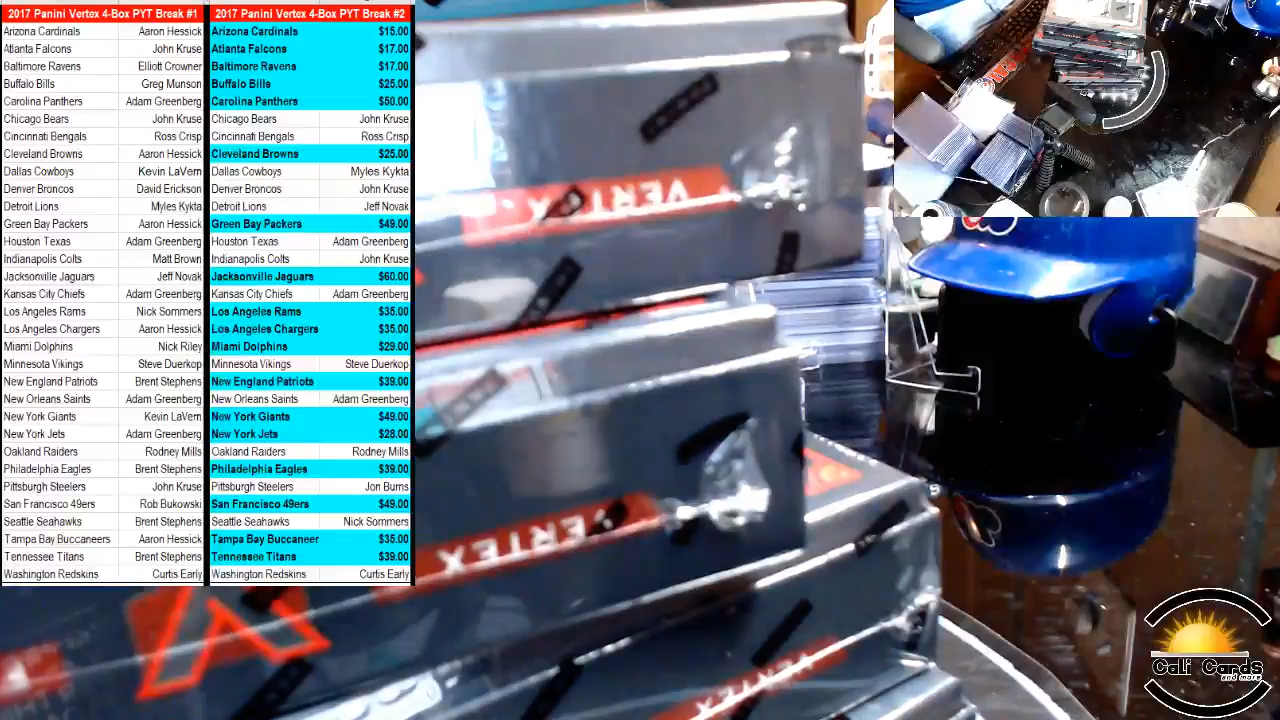 2017 Panini Vertex 4-Box PYT Break #1
Arizona Cardinals Aaron Hessick
Atlanta Falcons John Kruse
Baltimore Ravens Elliott Crowner
Buffalo Bills Greg Munson
Carolina Panthers Adam Greenberg
Chicago Bears John Kruse
Cincinnati Bengals Ross Crisp
Cleveland Browns Aaron Hessick
Dallas Cowboys Kevin LaVern
Denver Broncos David Erickson
Detroit Lions Myles Kykta
Green Bay Packers Aaron Hessick
Houston Texas Adam Greenberg
Indianapolis Colts Matt Brown
Jacksonville Jaguars Jeff Novak
Kansas City Chiefs Adam Greenberg
Los Angeles Rams Nick Sommers
Los Angeles Chargers Aaron Hessick
Miami Dolphins Nick Riley
Minnesota Vikings Steve Duerkop
New England Patriots Brent Stephens
New Orleans Saints Adam Greenberg
New York Giants Kevin LaVern
New York Jets Adam Greenberg
Oakland Raiders Rodney Mills
Philadelphia Eagles Brent Stephens
Pittsburgh Steelers John Kruse
San Francisco 49ers Rob Bukowski
Seattle Seahawks Brent Stephens
Tampa Bay Buccaneers Aaron Hessick
Tennessee Titans Brent Stephens
Washington Redskins Curtis Early
2017 Panini Vertex 4-Box PYT Break #2
Arizona Cardinals $15.00
Atlanta Falcons $17.00
Baltimore Ravens $17.00
Buffalo Bills $25.00
Carolina Panthers $50.00
Chicago Bears John Kruse
Cincinnati Bengals Ross Crisp
Cleveland Browns $25.00
Dallas Cowboys Myles Kykta
Denver Broncos John Kruse
Detroit Lions Jeff Novak
Green Bay Packers $49.00
Houston Texas Adam Greenberg
Indianapolis Colts John Kruse
Jacksonville Jaguars $60.00
Kansas City Chiefs Adam Greenberg
Los Angeles Rams $35.00
Los Angeles Chargers $35.00
Miami Dolphins $29.00
Minnesota Vikings Steve Duerkop
New England Patriots $39.00
New Orleans Saints Adam Greenberg
New York Giants $49.00
New York Jets $28.00
Oakland Raiders Rodney Mills
Philadelphia Eagles $39.00
Pittsburgh Steelers Jon Burns
San Francisco 49ers $49.00
Seattle Seahawks Nick Sommers
Tampa Bay Buccaneer $35.00
Tennessee Titans $39.00
Washington Redskins Curtis Early
VERTEX
VERTEX
VERTEX
Cali Cards
and more